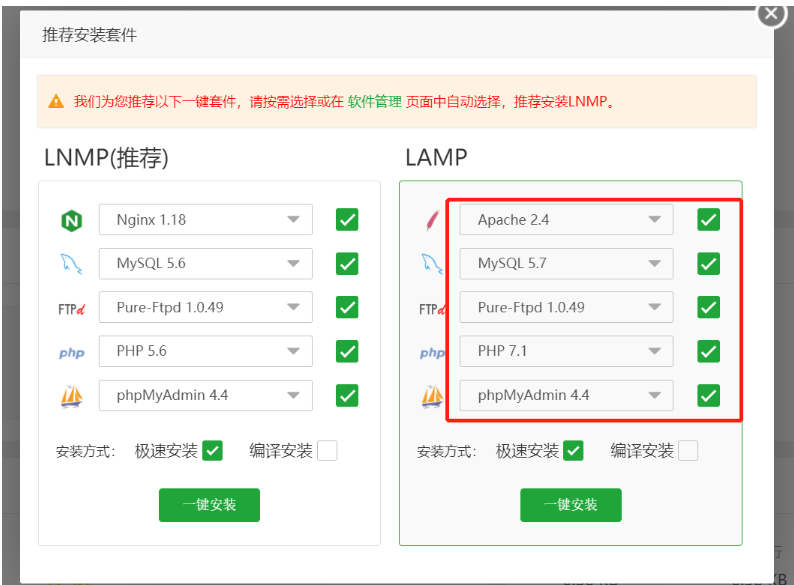 推荐安装套件
我们为您推荐以下一键套件，请按需选择或在 软件管理 页面中自动选择，推荐安装LNMP。
LNMP(推荐)
Nginx 1.18
MySQL 5.6
FTPd Pure-Ftpd 1.0.49
php PHP 5.6
phpMyAdmin 4.4
安装方式： 极速安装 编译安装
一键安装
LAMP
Apache 2.4
MySQL 5.7
FTPd Pure-Ftpd 1.0.49
php PHP 7.1
phpMyAdmin 4.4
安装方式： 极速安装 编译安装
一键安装